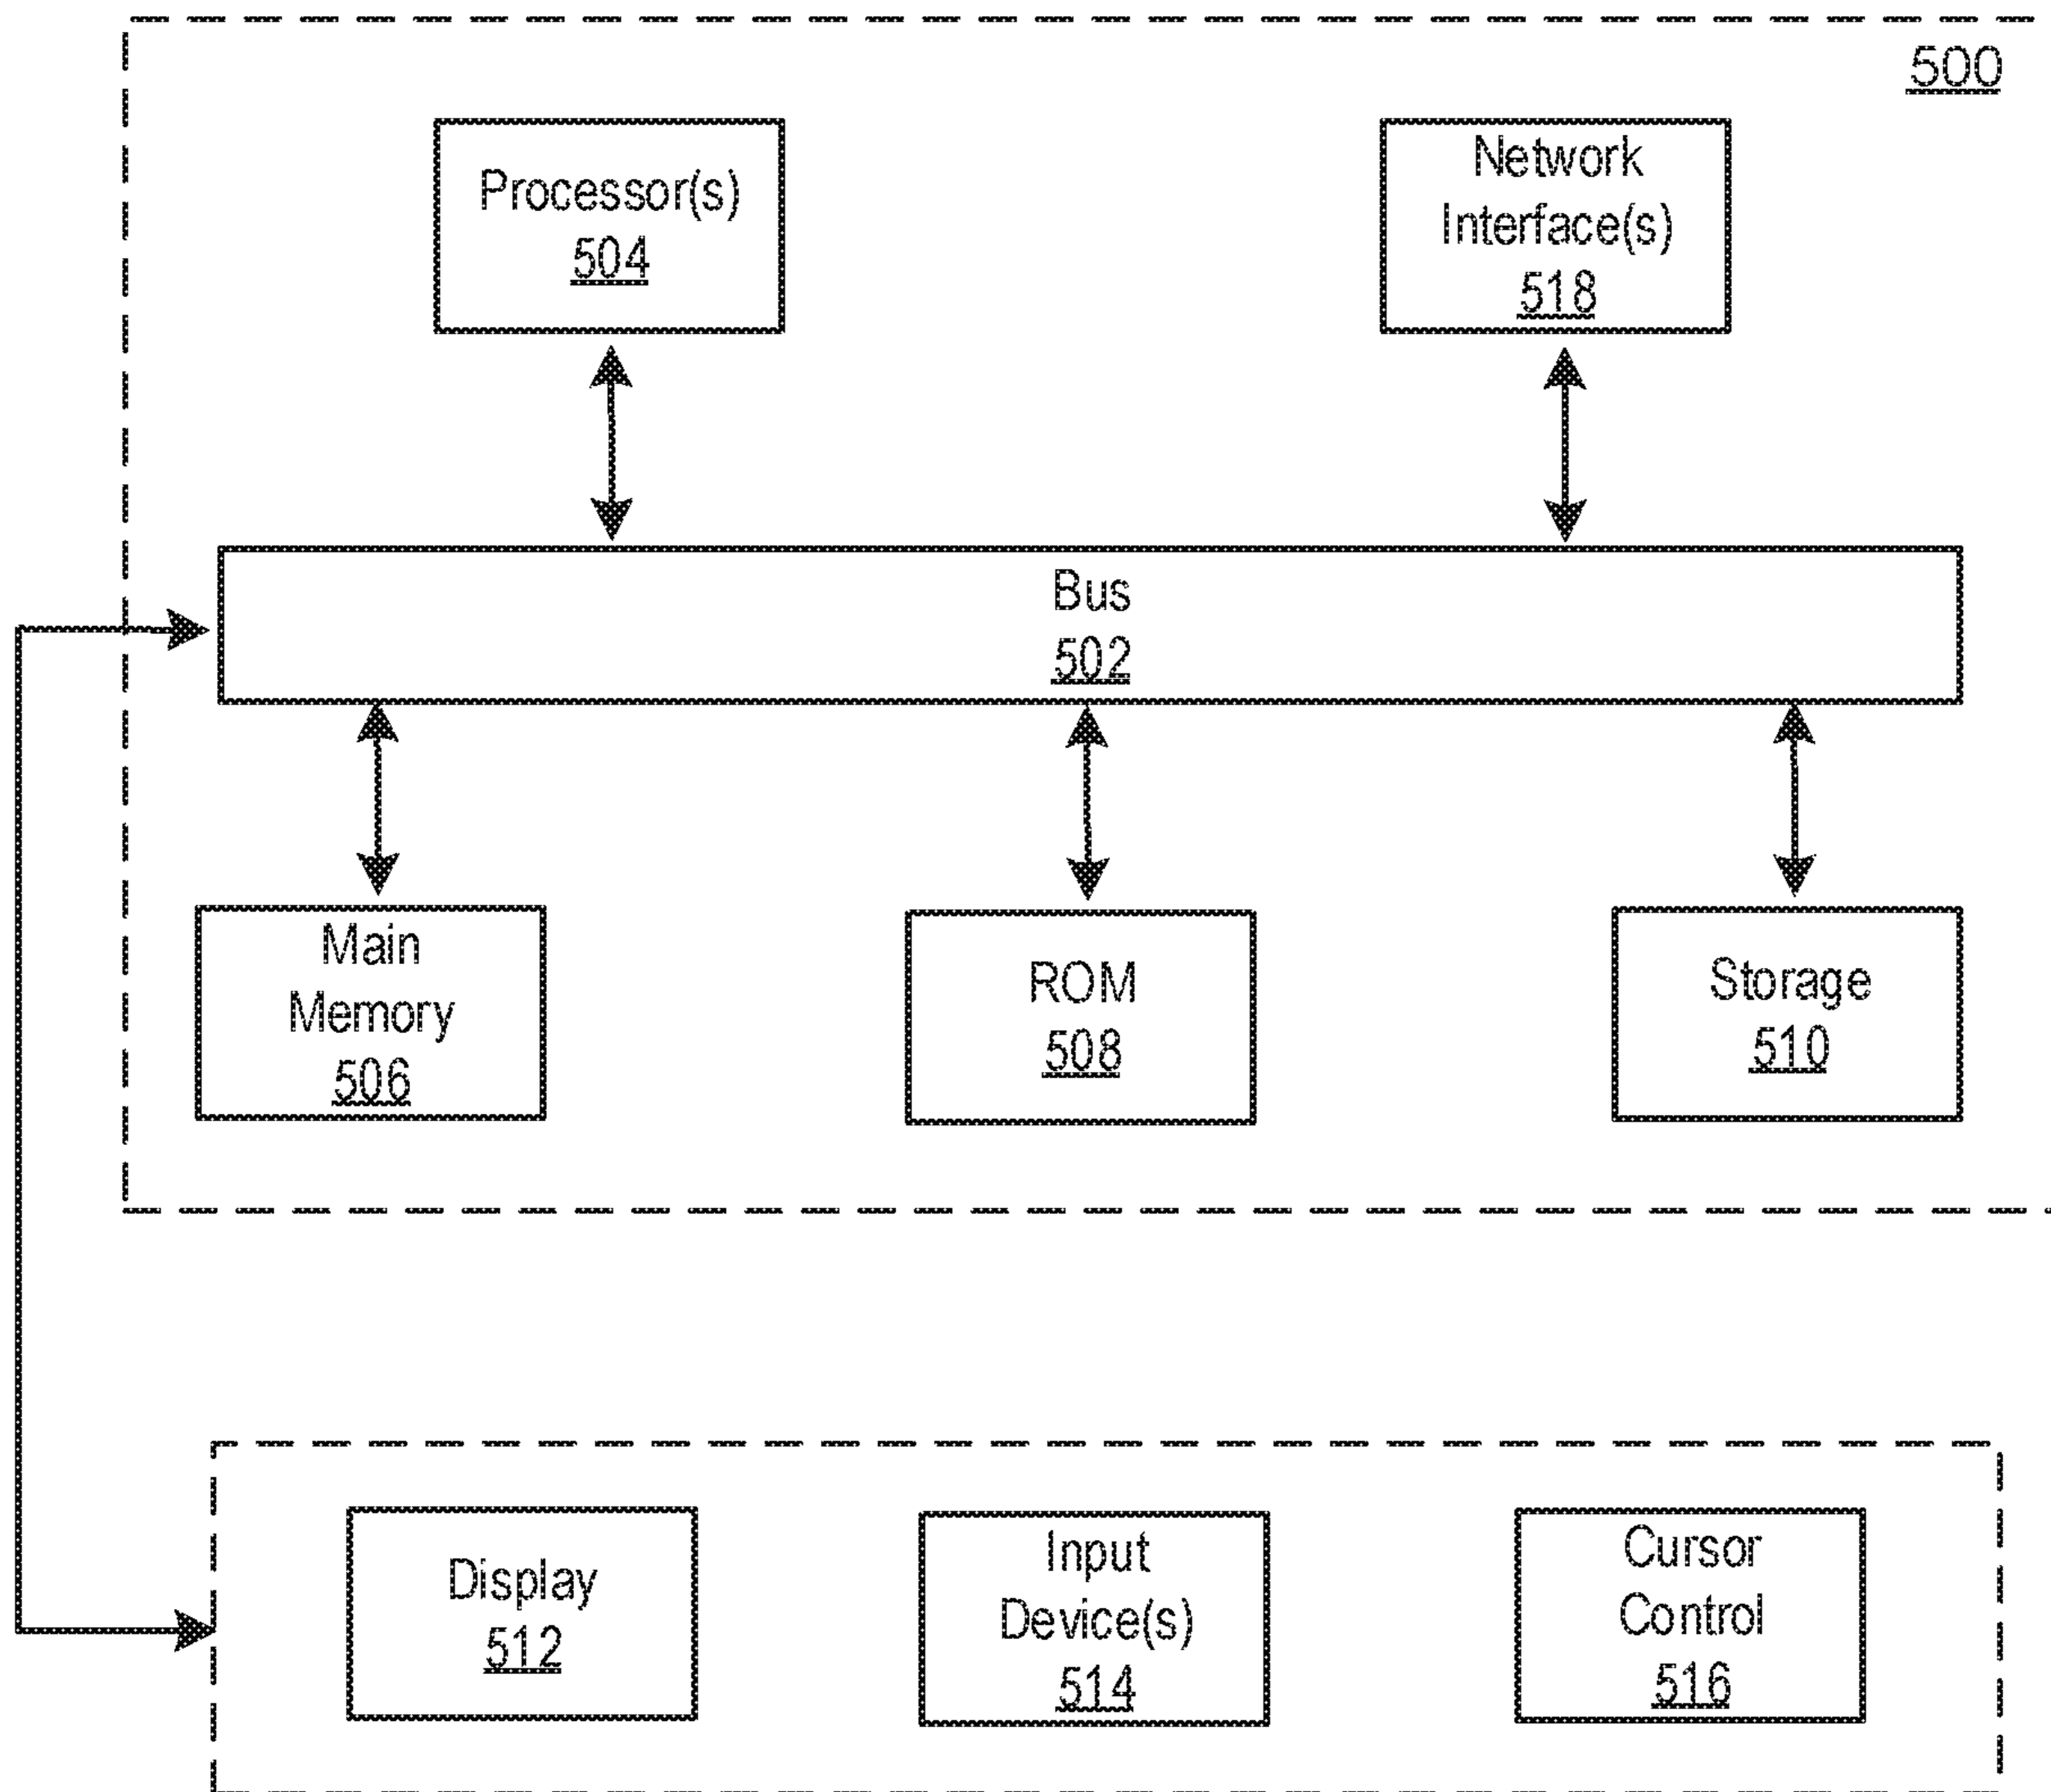 500
Processor(s)
504
Network
Interface(s)
518
Bus
502
Main
Memory
506
ROM
508
Storage
510
Display
512
Input
Device(s)
514
Cursor
Control
516